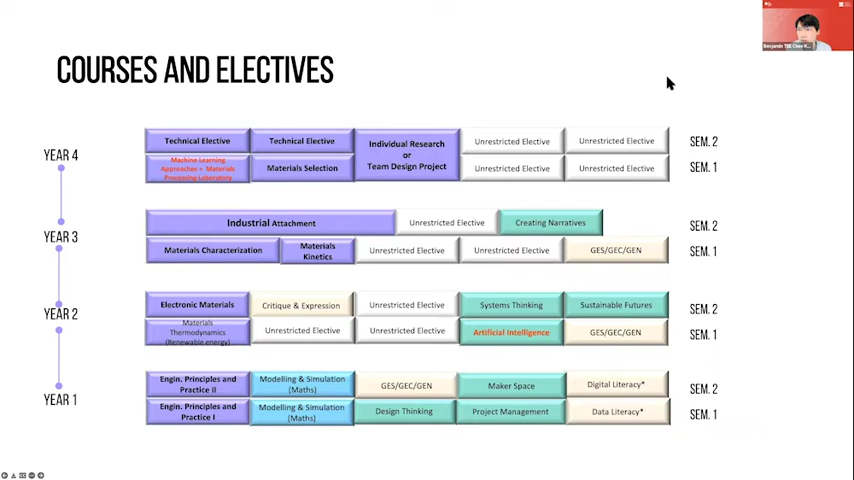 Benjamin TEE Chee K...
COURSES AND ELECTIVES
YEAR 4
Technical Elective
Technical Elective
Individual Research
or
Team Design Project
Unrestricted Elective
Unrestricted Elective
SEM. 2
Machine Learning
Approaches + Materials
Processing Laboratory
Materials Selection
Unrestricted Elective
Unrestricted Elective
SEM. 1
YEAR 3
Industrial Attachment
Unrestricted Elective
Creating Narratives
SEM. 2
Materials Characterization
Materials
Kinetics
Unrestricted Elective
Unrestricted Elective
GES/GEC/GEN
SEM. 1
YEAR 2
Electronic Materials
Critique & Expression
Unrestricted Elective
Systems Thinking
Sustainable Futures
SEM. 2
Materials
Thermodynamics
(Renewable energy)
Unrestricted Elective
Unrestricted Elective
Artificial Intelligence
GES/GEC/GEN
SEM. 1
YEAR 1
Engin. Principles and
Practice II
Modelling & Simulation
(Maths)
GES/GEC/GEN
Maker Space
Digital Literacy*
SEM. 2
Engin. Principles and
Practice I
Modelling & Simulation
(Maths)
Design Thinking
Project Management
Data Literacy*
SEM. 1